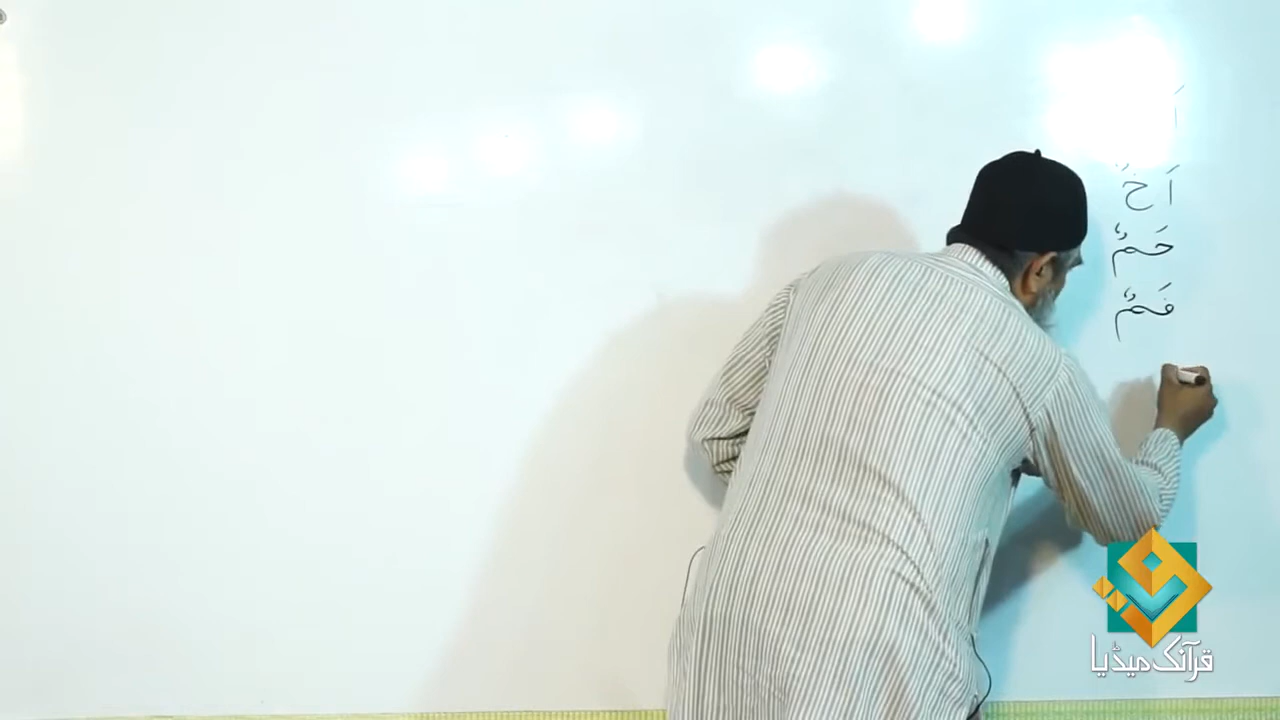 اَ
اَخٌ
حَمٌ
فَمٌ
قرآنک میڈیا